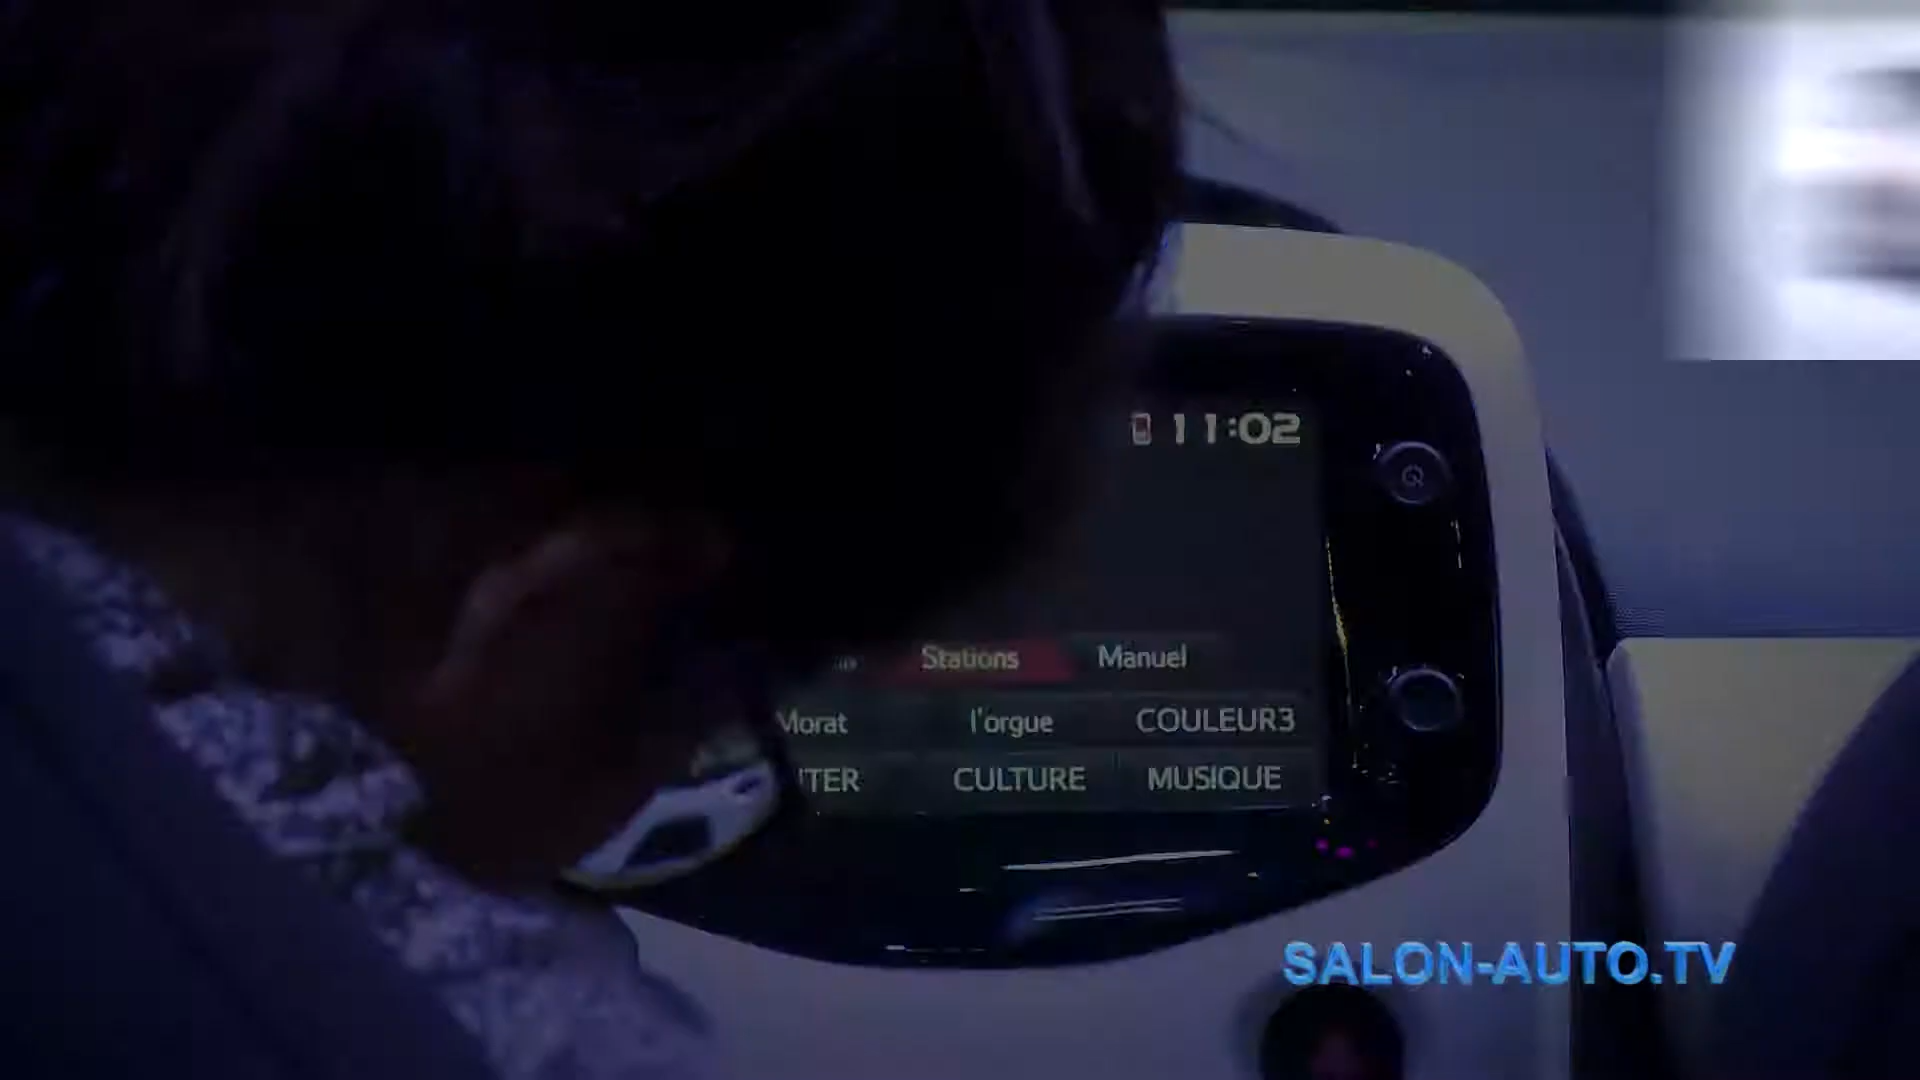 11:02
Stations Manuel
Morat l'orgue COULEUR3
CULTURE MUSIQUE
SALON-AUTO.TV